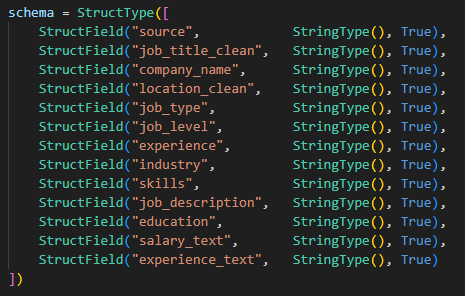 schema = StructType([
    StructField("source",             StringType(), True),
    StructField("job_title_clean",    StringType(), True),
    StructField("company_name",       StringType(), True),
    StructField("location_clean",     StringType(), True),
    StructField("job_type",           StringType(), True),
    StructField("job_level",          StringType(), True),
    StructField("experience",         StringType(), True),
    StructField("industry",           StringType(), True),
    StructField("skills",             StringType(), True),
    StructField("job_description",    StringType(), True),
    StructField("education",          StringType(), True),
    StructField("salary_text",        StringType(), True),
    StructField("experience_text",    StringType(), True)
])